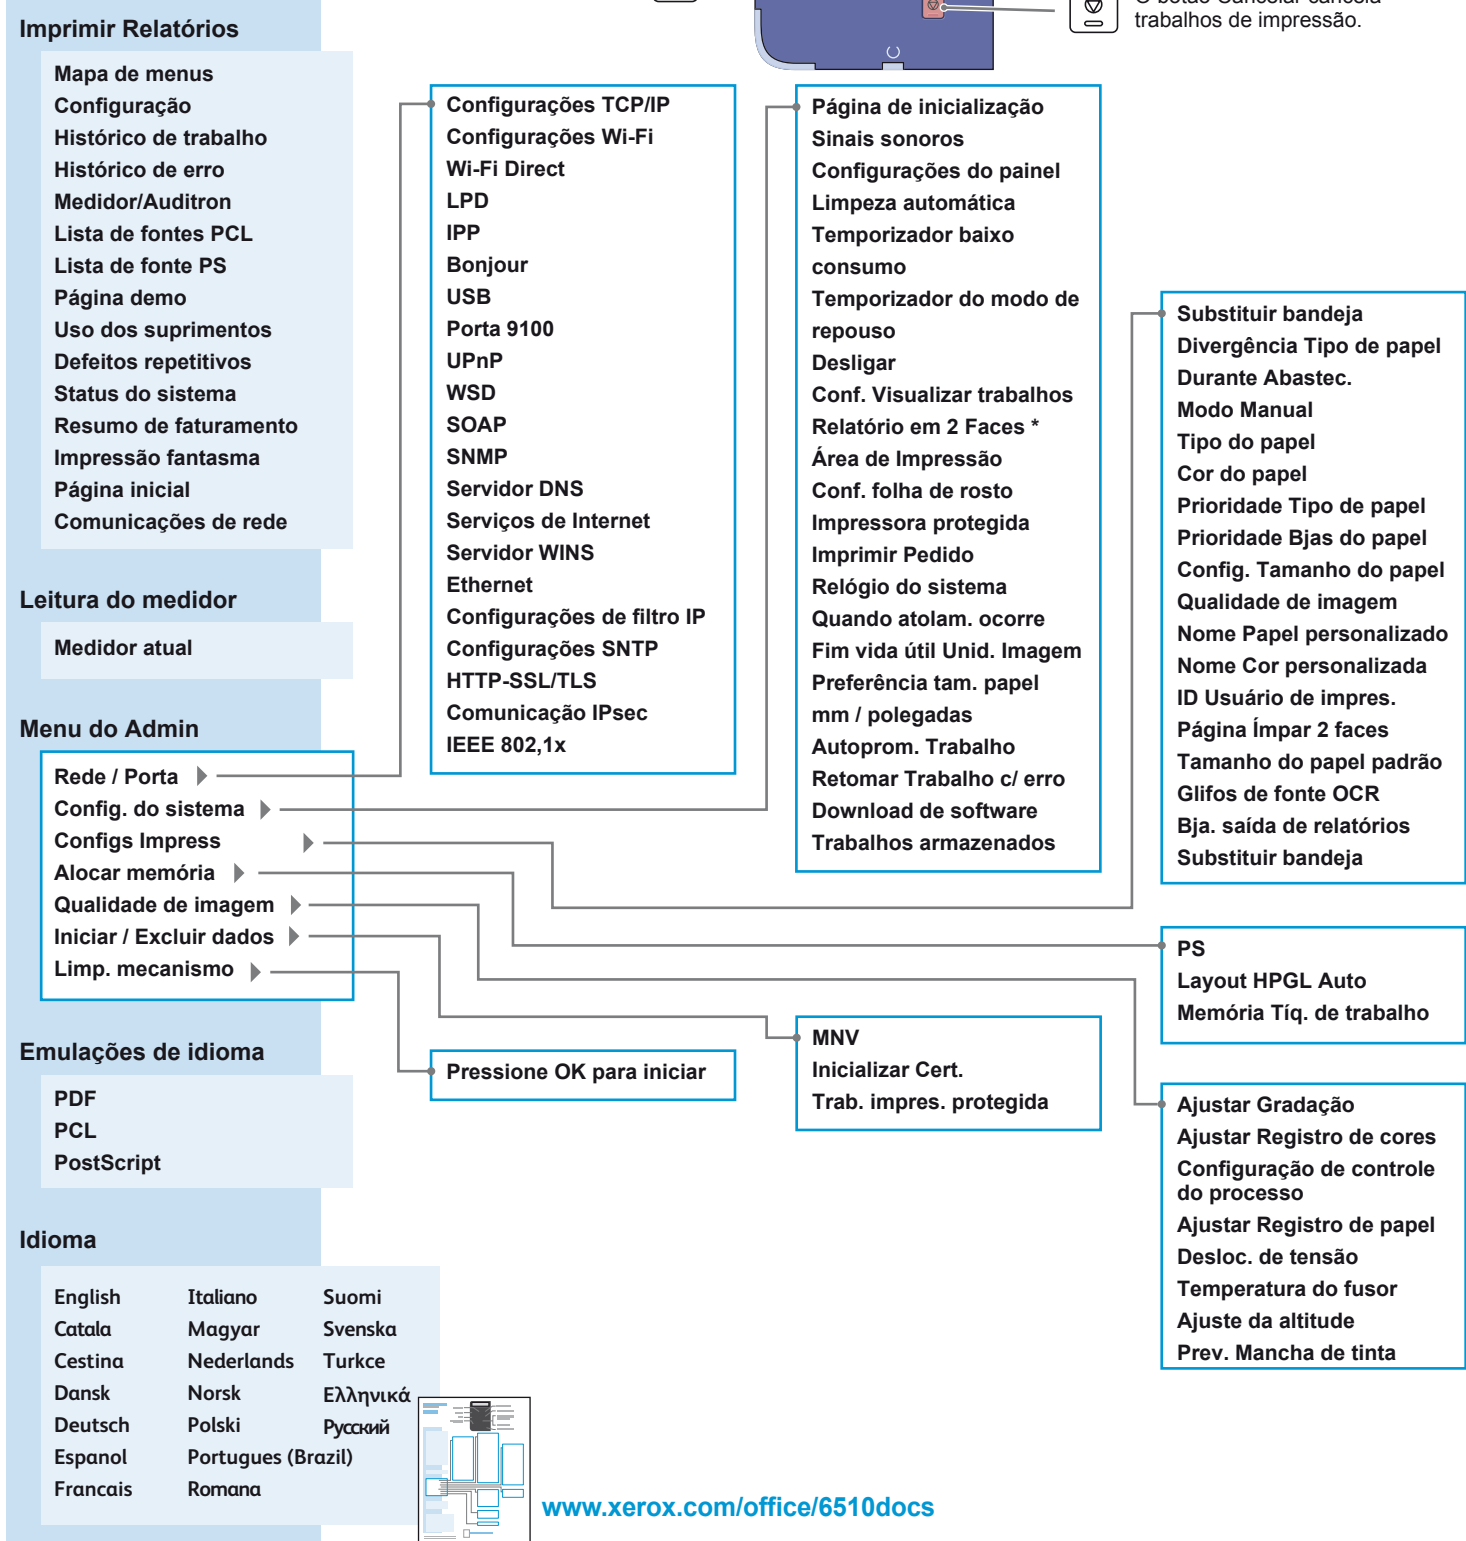 trabalhos de impressão.
Imprimir Relatórios
Mapa de menus
Configuração
Histórico de trabalho
Histórico de erro
Medidor/Auditron
Lista de fontes PCL
Lista de fonte PS
Página demo
Uso dos suprimentos
Defeitos repetitivos
Status do sistema
Resumo de faturamento
Impressão fantasma
Página inicial
Comunicações de rede
Leitura do medidor
Medidor atual
Menu do Admin
Rede / Porta
Config. do sistema
Configs Impress
Alocar memória
Qualidade de imagem
Iniciar / Excluir dados
Limp. mecanismo
Emulações de idioma
PDF
PCL
PostScript
Idioma
English
Catala
Cestina
Dansk
Deutsch
Espanol
Francais
Italiano
Magyar
Nederlands
Norsk
Polski
Portugues (Brazil)
Romana
Suomi
Svenska
Turkce
Ελληνικά
Русский
Configurações TCP/IP
Configurações Wi-Fi
Wi-Fi Direct
LPD
IPP
Bonjour
USB
Porta 9100
UPnP
WSD
SOAP
SNMP
Servidor DNS
Serviços de Internet
Servidor WINS
Ethernet
Configurações de filtro IP
Configurações SNTP
HTTP-SSL/TLS
Comunicação IPsec
IEEE 802,1x
Pressione OK para iniciar
Página de inicialização
Sinais sonoros
Configurações do painel
Limpeza automática
Temporizador baixo
consumo
Temporizador do modo de
repouso
Desligar
Conf. Visualizar trabalhos
Relatório em 2 Faces *
Área de Impressão
Conf. folha de rosto
Impressora protegida
Imprimir Pedido
Relógio do sistema
Quando atolam. ocorre
Fim vida útil Unid. Imagem
Preferência tam. papel
mm / polegadas
Autoprom. Trabalho
Retomar Trabalho c/ erro
Download de software
Trabalhos armazenados
MNV
Inicializar Cert.
Trab. impres. protegida
Substituir bandeja
Divergência Tipo de papel
Durante Abastec.
Modo Manual
Tipo do papel
Cor do papel
Prioridade Tipo de papel
Prioridade Bjas do papel
Config. Tamanho do papel
Qualidade de imagem
Nome Papel personalizado
Nome Cor personalizada
ID Usuário de impres.
Página Ímpar 2 faces
Tamanho do papel padrão
Glifos de fonte OCR
Bja. saída de relatórios
Substituir bandeja
PS
Layout HPGL Auto
Memória Tíq. de trabalho
Ajustar Gradação
Ajustar Registro de cores
Configuração de controle
do processo
Ajustar Registro de papel
Desloc. de tensão
Temperatura do fusor
Ajuste da altitude
Prev. Mancha de tinta
www.xerox.com/office/6510docs